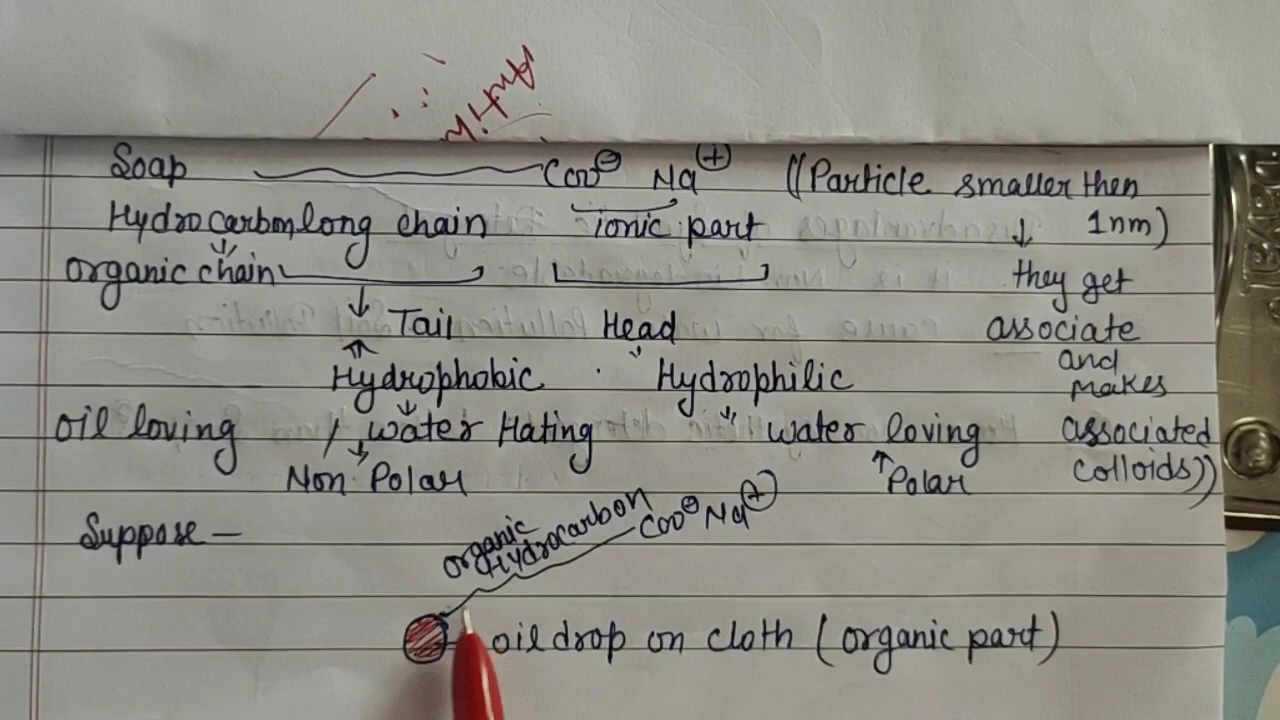 Soap COO⊖ Na⊕ ((Particle smaller then
Hydrocarbon long chain ionic part 1nm)
organic chain they get
Tail Head associate
and
Hydrophobic Hydrophilic makes
oil loving / water Hating water loving associated
Non Polar Polar colloids))
Suppose -
organic
Hydrocarbon COO⊖ Na⊕
oil drop on cloth (organic part)